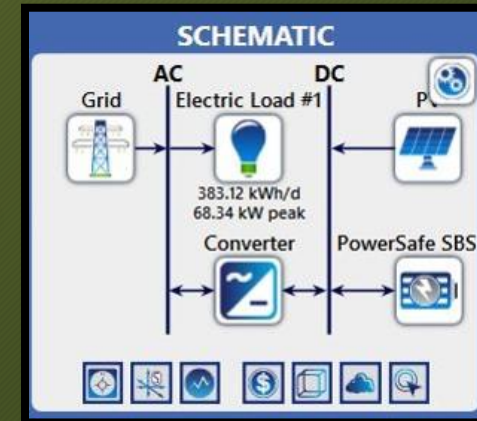 SCHEMATIC
AC DC
Grid Electric Load #1
383.12 kWh/d
68.34 kW peak
Converter PowerSafe SBS